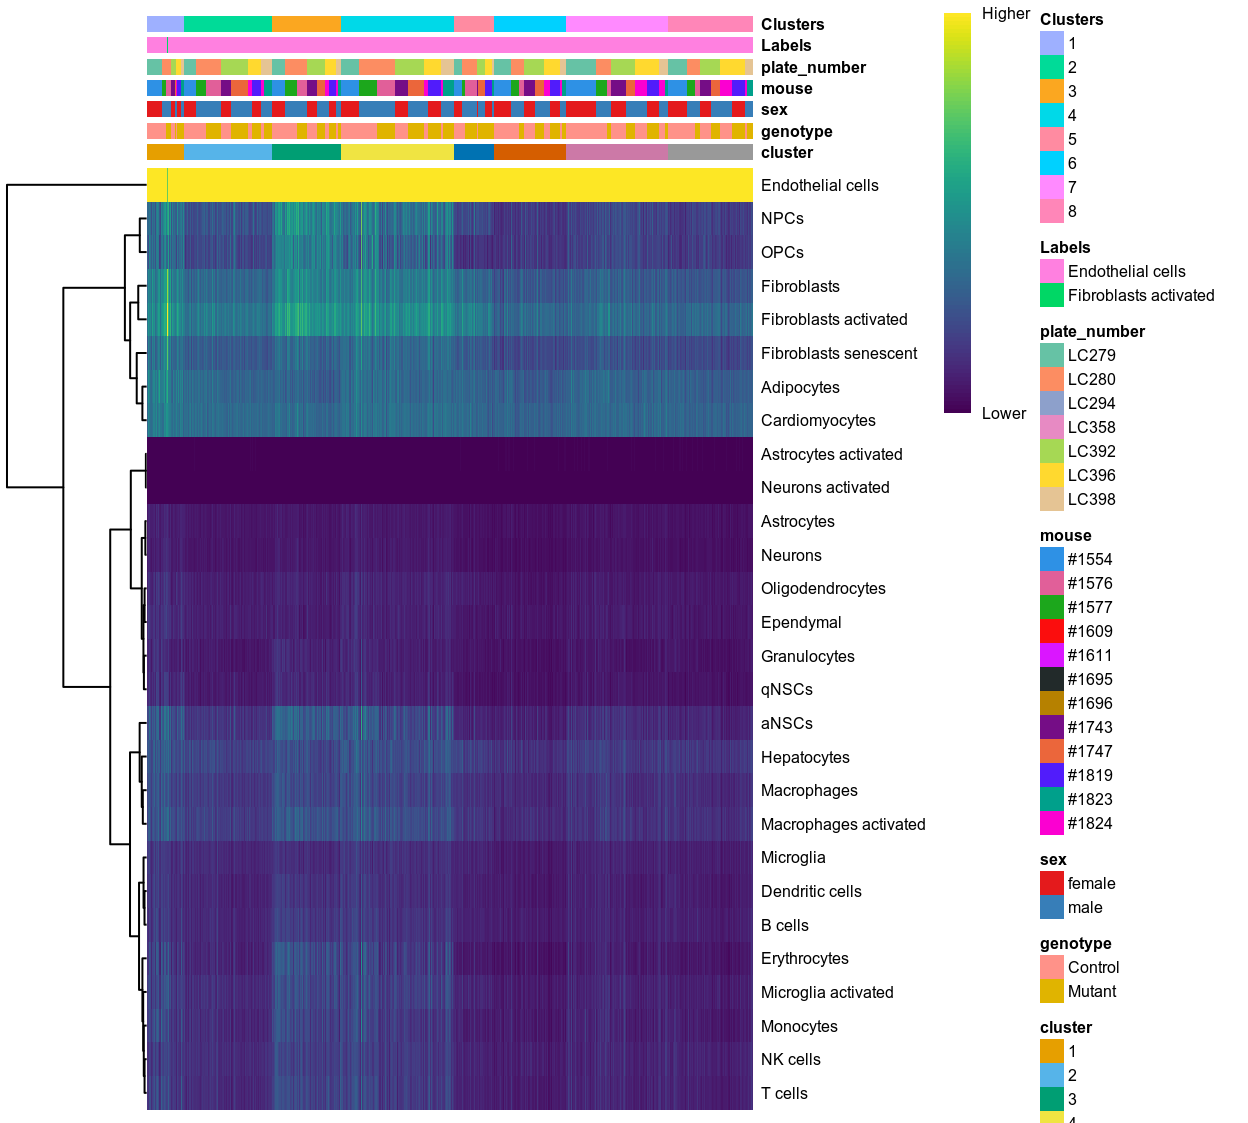 Clusters
Labels
plate_number
mouse
sex
genotype
cluster
Endothelial cells
NPCs
OPCs
Fibroblasts
Fibroblasts activated
Fibroblasts senescent
Adipocytes
Cardiomyocytes
Astrocytes activated
Neurons activated
Astrocytes
Neurons
Oligodendrocytes
Ependymal
Granulocytes
qNSCs
aNSCs
Hepatocytes
Macrophages
Macrophages activated
Microglia
Dendritic cells
B cells
Erythrocytes
Microglia activated
Monocytes
NK cells
T cells
Higher
Lower
Clusters
1
2
3
4
5
6
7
8
Labels
Endothelial cells
Fibroblasts activated
plate_number
LC279
LC280
LC294
LC358
LC392
LC396
LC398
mouse
#1554
#1576
#1577
#1609
#1611
#1695
#1696
#1743
#1747
#1819
#1823
#1824
sex
female
male
genotype
Control
Mutant
cluster
1
2
3
4